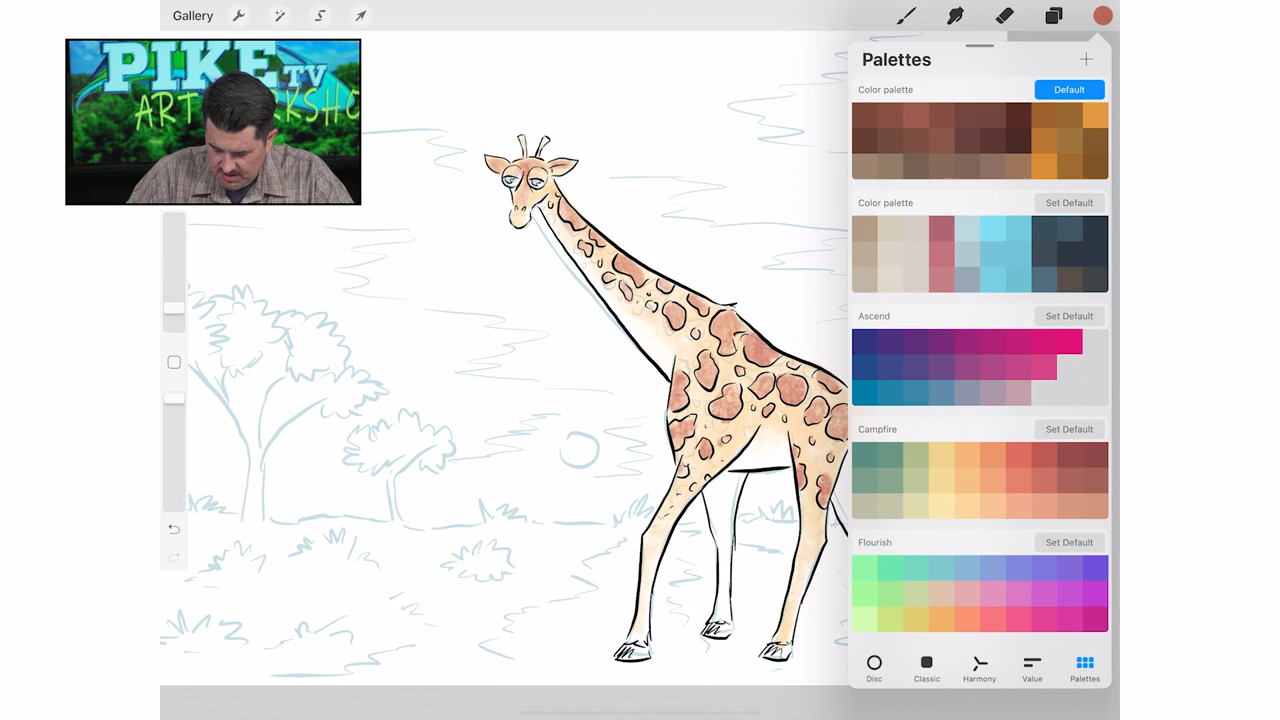 Gallery
PIKE TV
ART WORKSHO
Palettes
Color palette
Default
Color palette
Set Default
Ascend
Set Default
Campfire
Set Default
Flourish
Set Default
Disc
Classic
Harmony
Value
Palettes